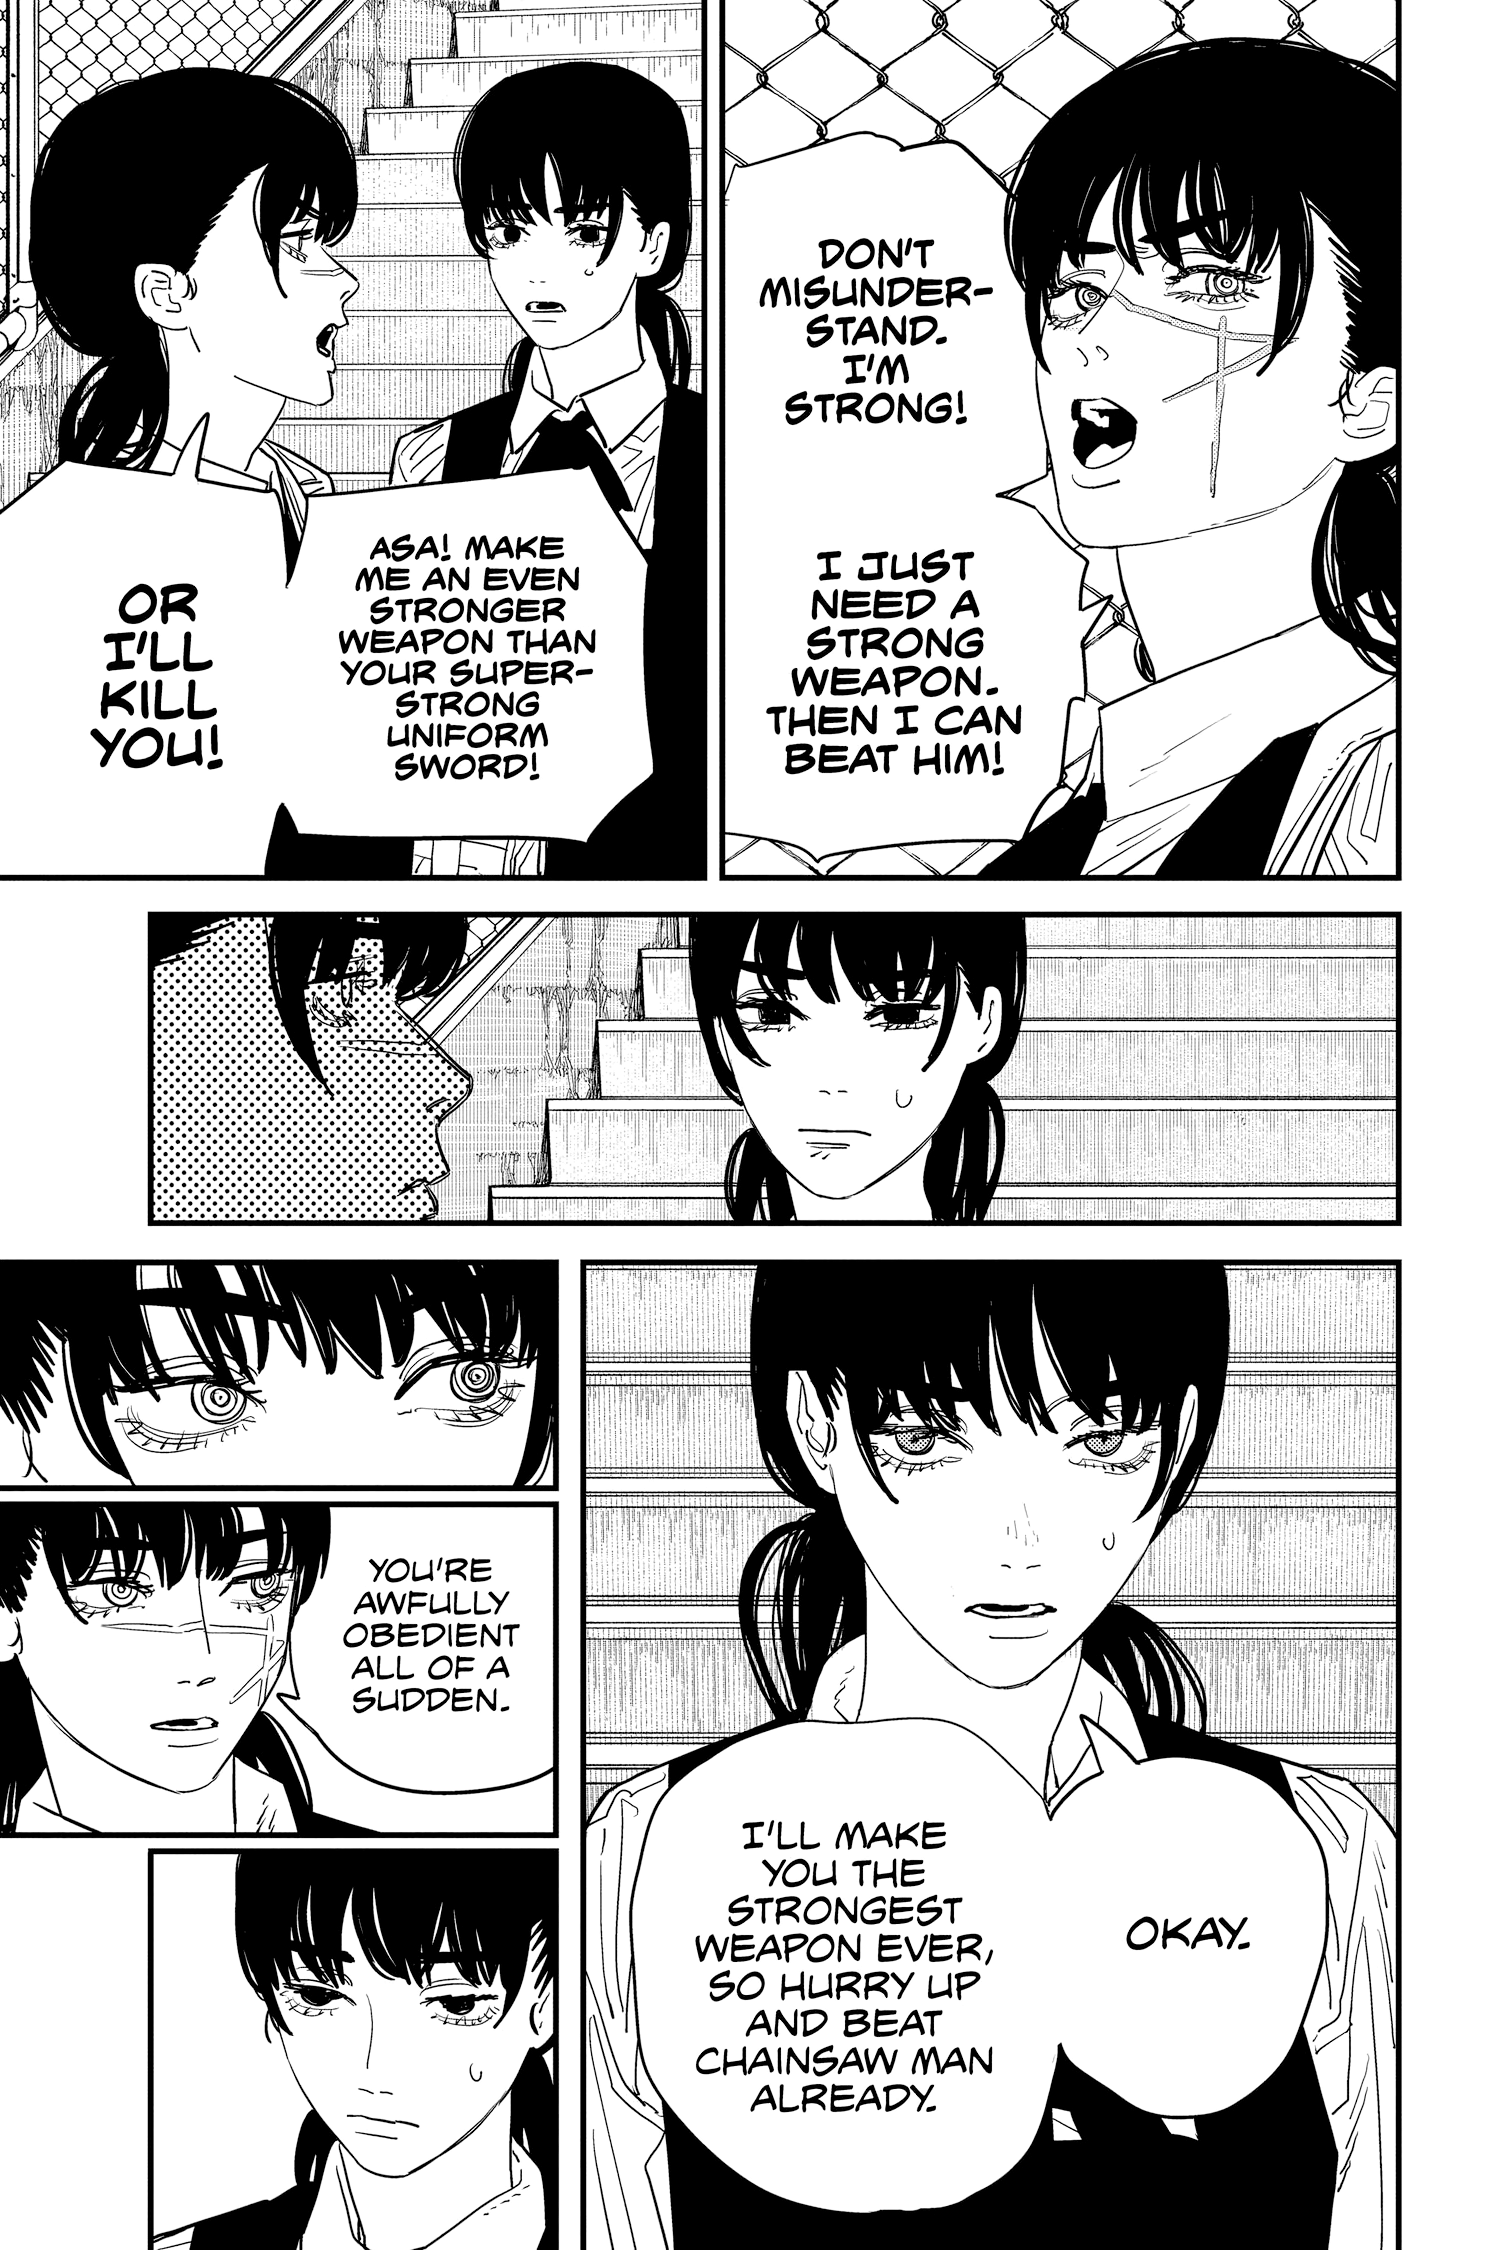 DON'T
MISUNDER-
STAND.
I'M
STRONG!
I JUST
NEED A
STRONG
WEAPON.
THEN I CAN
BEAT HIM!
ASA! MAKE
ME AN EVEN
STRONGER
WEAPON THAN
YOUR SUPER-
STRONG
UNIFORM
SWORD!
OR
I'LL
KILL
YOU!
OKAY.
I'LL MAKE
YOU THE
STRONGEST
WEAPON EVER,
SO HURRY UP
AND BEAT
CHAINSAW MAN
ALREADY.
YOU'RE
AWFULLY
OBEDIENT
ALL OF A
SUDDEN.